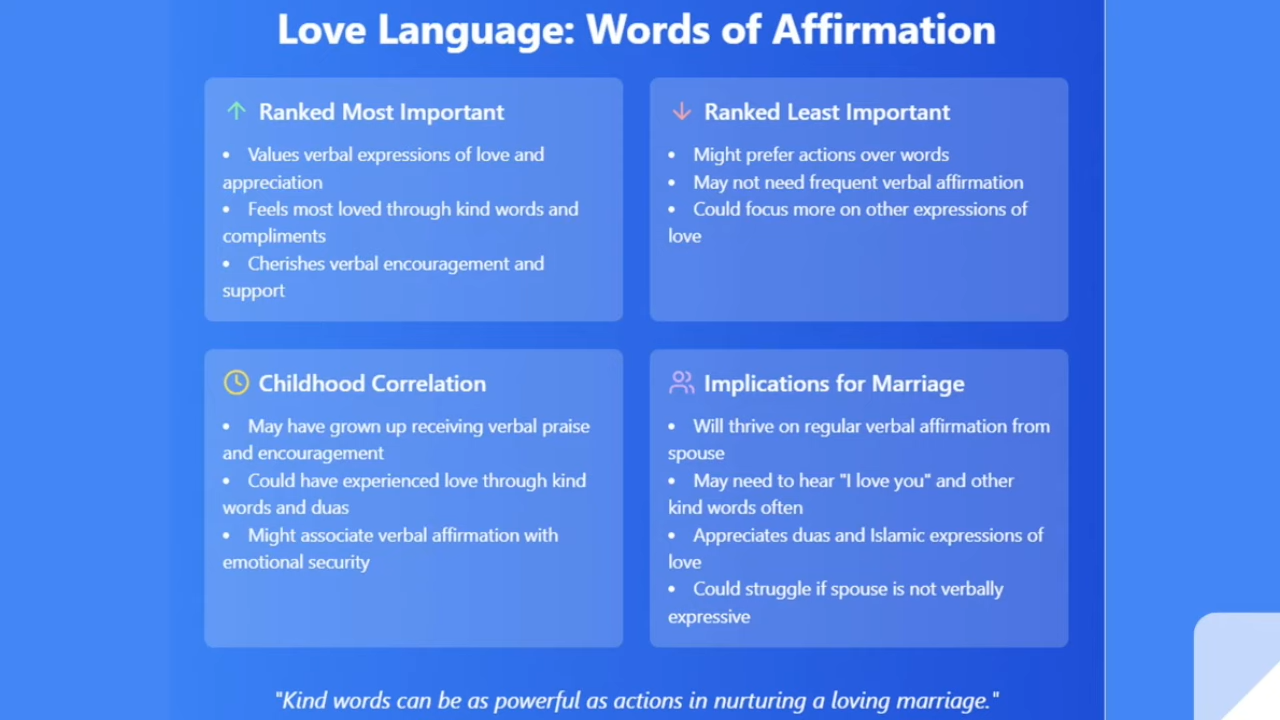 Love Language: Words of Affirmation
Ranked Most Important
• Values verbal expressions of love and
appreciation
• Feels most loved through kind words and
compliments
• Cherishes verbal encouragement and
support
Ranked Least Important
• Might prefer actions over words
• May not need frequent verbal affirmation
• Could focus more on other expressions of
love
Childhood Correlation
• May have grown up receiving verbal praise
and encouragement
• Could have experienced love through kind
words and duas
• Might associate verbal affirmation with
emotional security
Implications for Marriage
• Will thrive on regular verbal affirmation from
spouse
• May need to hear "I love you" and other
kind words often
• Appreciates duas and Islamic expressions of
love
• Could struggle if spouse is not verbally
expressive
"Kind words can be as powerful as actions in nurturing a loving marriage."